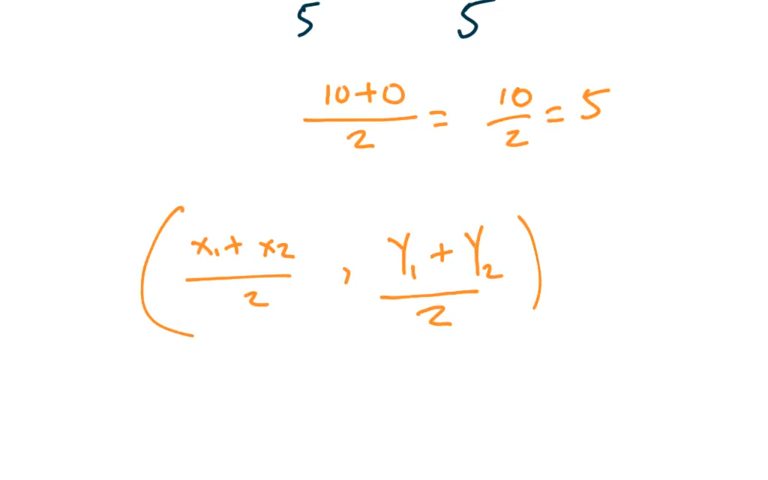 5 5
10+0/2 = 10/2 = 5
(x₁+ x₂/2 , Y₁+Y₂/2)